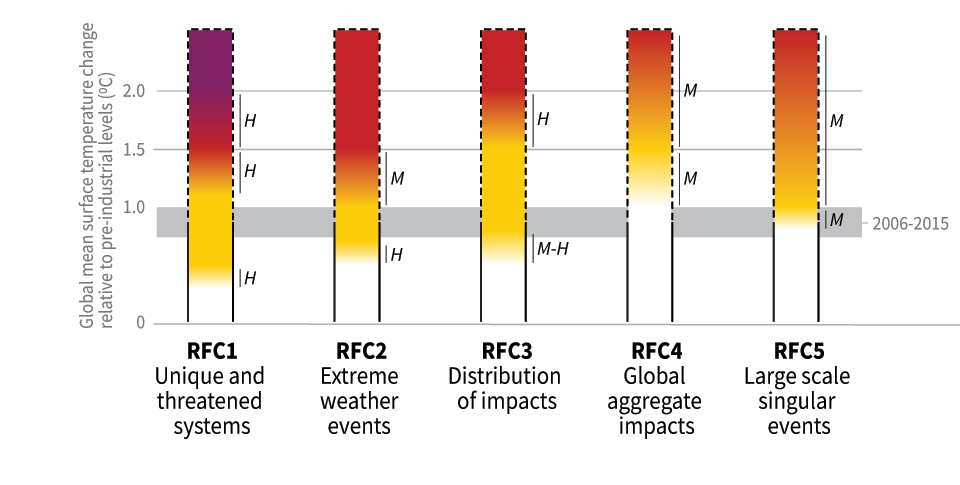 Global mean surface temperature change
relative to pre-industrial levels (⁰C)
2.0
1.5
1.0
0
H
H
H
M
H
H
M-H
M
M
M
M
2006-2015
RFC1
Unique and
threatened
systems
RFC2
Extreme
weather
events
RFC3
Distribution
of impacts
RFC4
Global
aggregate
impacts
RFC5
Large scale
singular
events